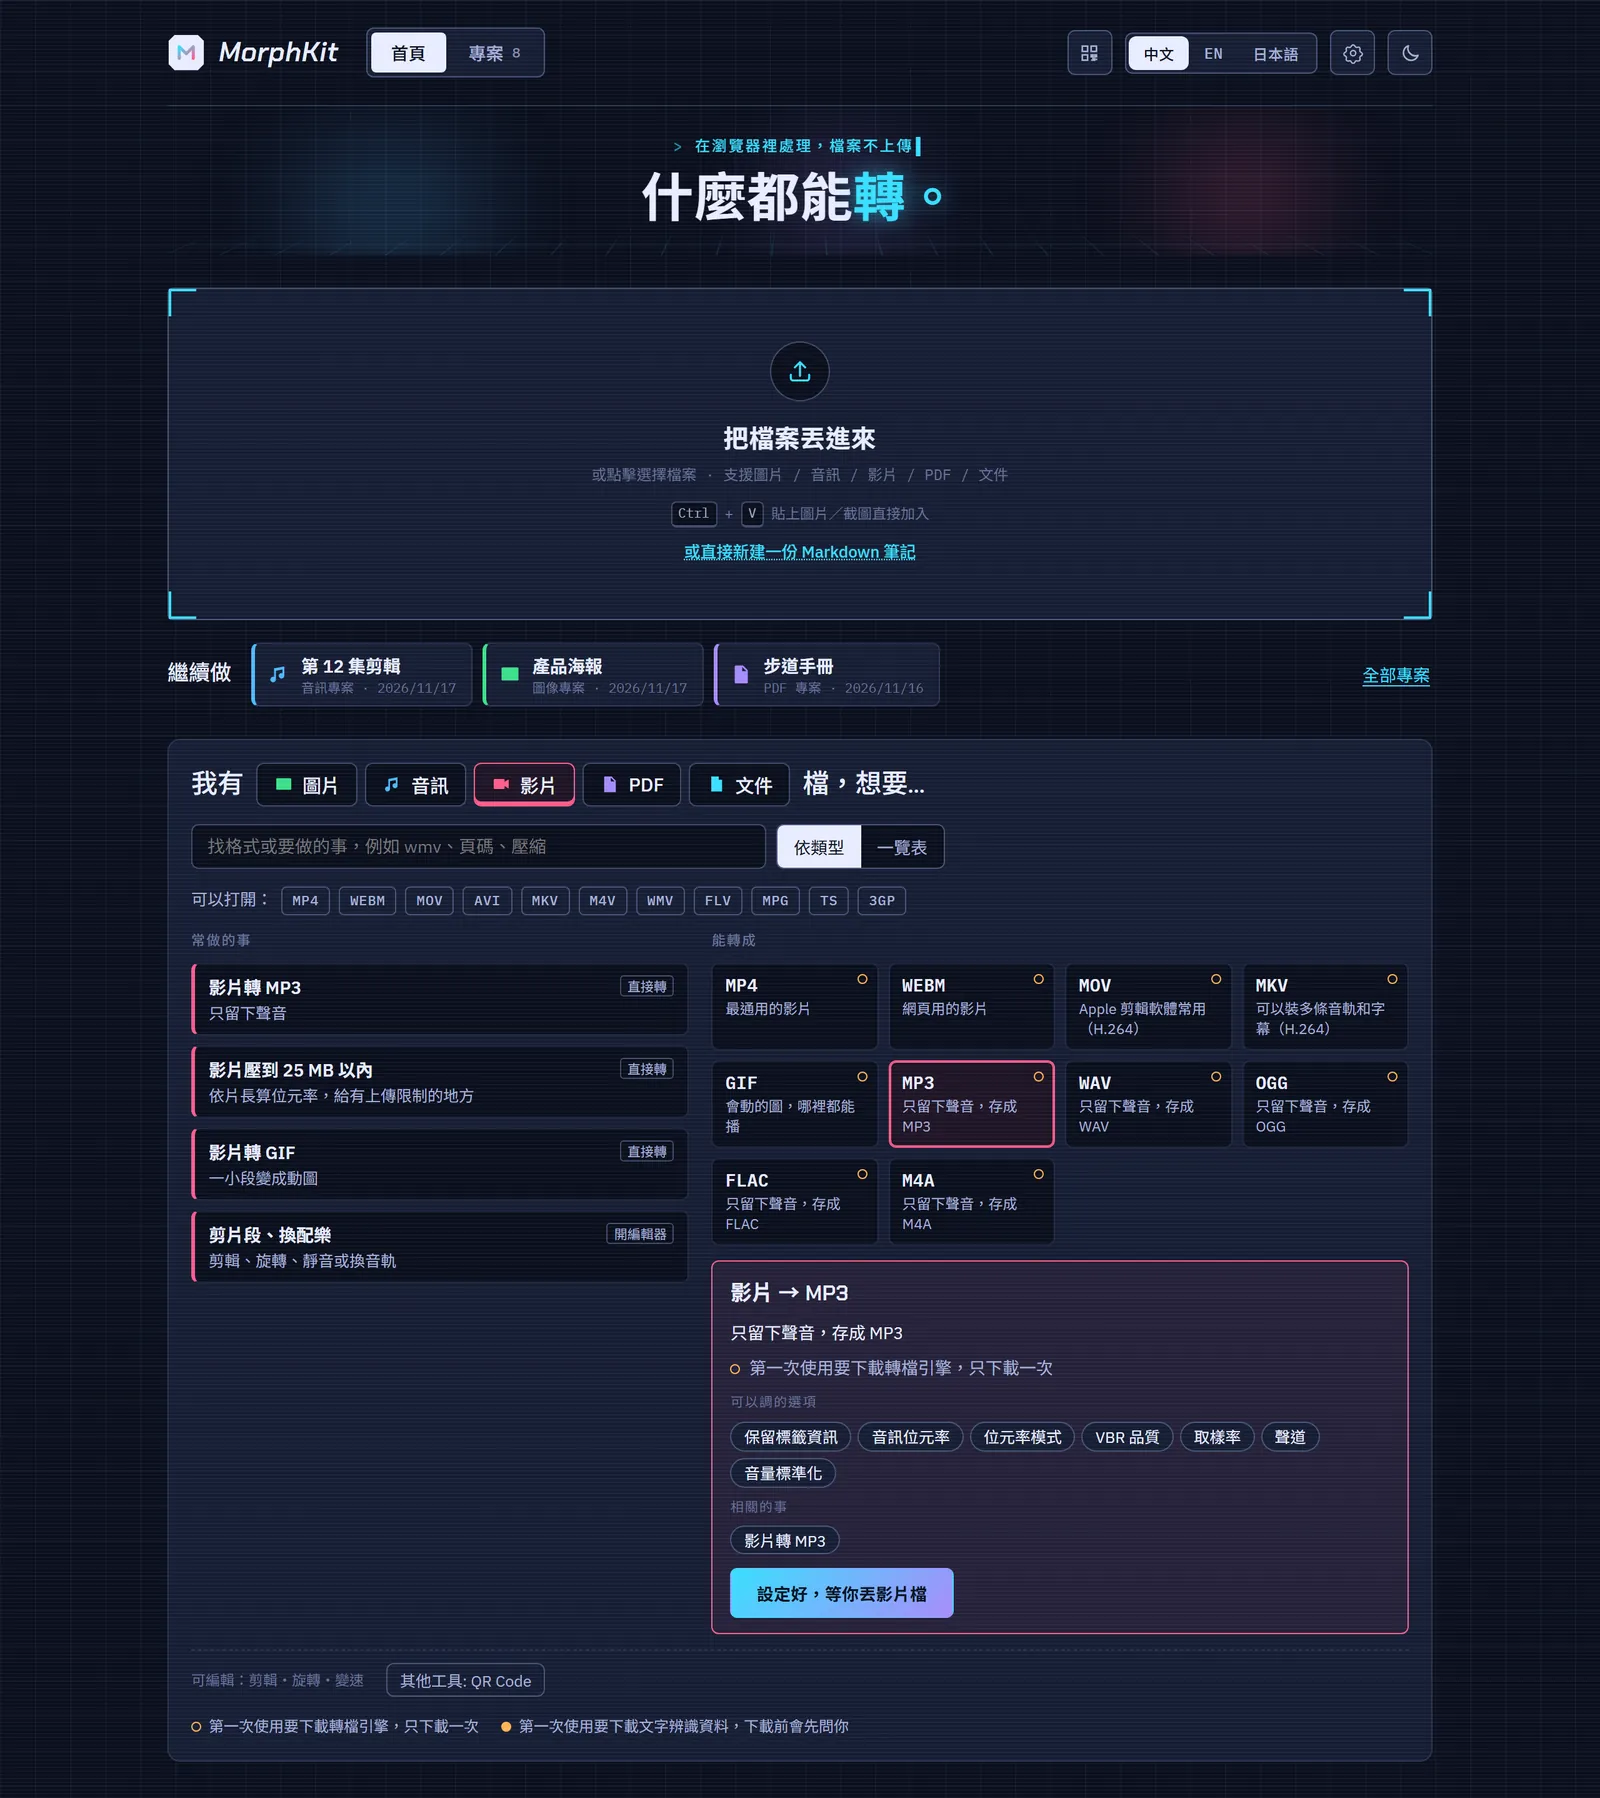 MorphKit
首頁
專案 8
中文
EN
日本語
> 在瀏覽器裡處理，檔案不上傳
什麼都能轉。
把檔案丟進來
或點擊選擇檔案 · 支援圖片 / 音訊 / 影片 / PDF / 文件
Ctrl + V 貼上圖片／截圖直接加入
或直接新建一份 Markdown 筆記
繼續做
第 12 集剪輯
音訊專案 · 2026/11/17
產品海報
圖像專案 · 2026/11/17
步道手冊
PDF 專案 · 2026/11/16
全部專案
我有 圖片 音訊 影片 PDF 文件 檔，想要...
找格式或要做的事，例如 wmv、頁碼、壓縮
依類型
一覽表
可以打開： MP4 WEBM MOV AVI MKV M4V WMV FLV MPG TS 3GP
常做的事
影片轉 MP3
直接轉
只留下聲音
影片壓到 25 MB 以內
直接轉
依片長算位元率，給有上傳限制的地方
影片轉 GIF
直接轉
一小段變成動圖
剪片段、換配樂
開編輯器
剪輯、旋轉、靜音或換音軌
能轉成
MP4
最通用的影片
WEBM
網頁用的影片
MOV
Apple 剪輯軟體常用
（H.264）
MKV
可以裝多條音軌和字
幕（H.264）
GIF
會動的圖，哪裡都能
播
MP3
只留下聲音，存成
MP3
WAV
只留下聲音，存成
WAV
OGG
只留下聲音，存成
OGG
FLAC
只留下聲音，存成
FLAC
M4A
只留下聲音，存成
M4A
影片 → MP3
只留下聲音，存成 MP3
第一次使用要下載轉檔引擎，只下載一次
可以調的選項
保留標籤資訊 音訊位元率 位元率模式 VBR 品質 取樣率 聲道
音量標準化
相關的事
影片轉 MP3
設定好，等你丟影片檔
可編輯：剪輯・旋轉・變速
其他工具: QR Code
第一次使用要下載轉檔引擎，只下載一次
第一次使用要下載文字辨識資料，下載前會先問你